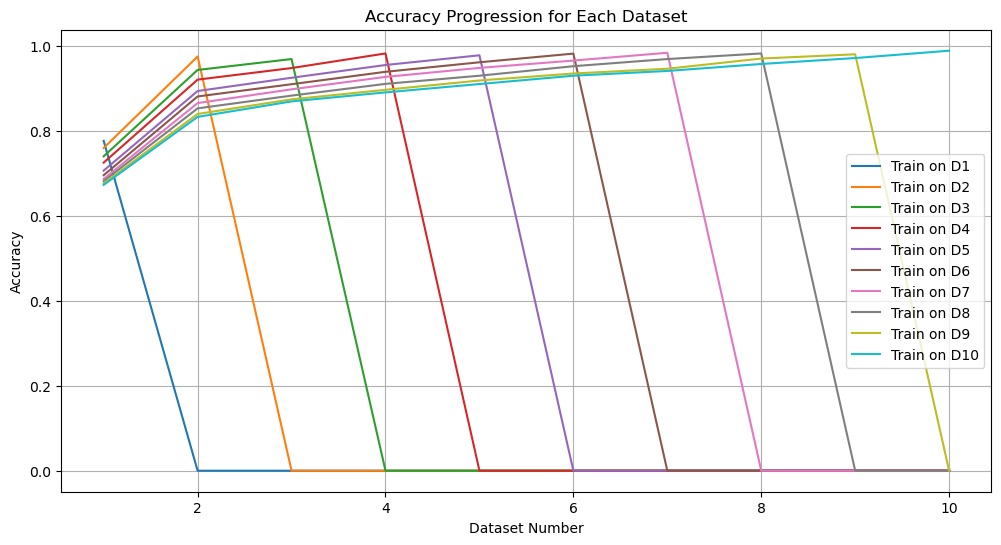 Accuracy Progression for Each Dataset
1.0
0.8
0.6
0.4
0.2
0.0
Accuracy
Train on D1
Train on D2
Train on D3
Train on D4
Train on D5
Train on D6
Train on D7
Train on D8
Train on D9
Train on D10
2 4 6 8 10
Dataset Number